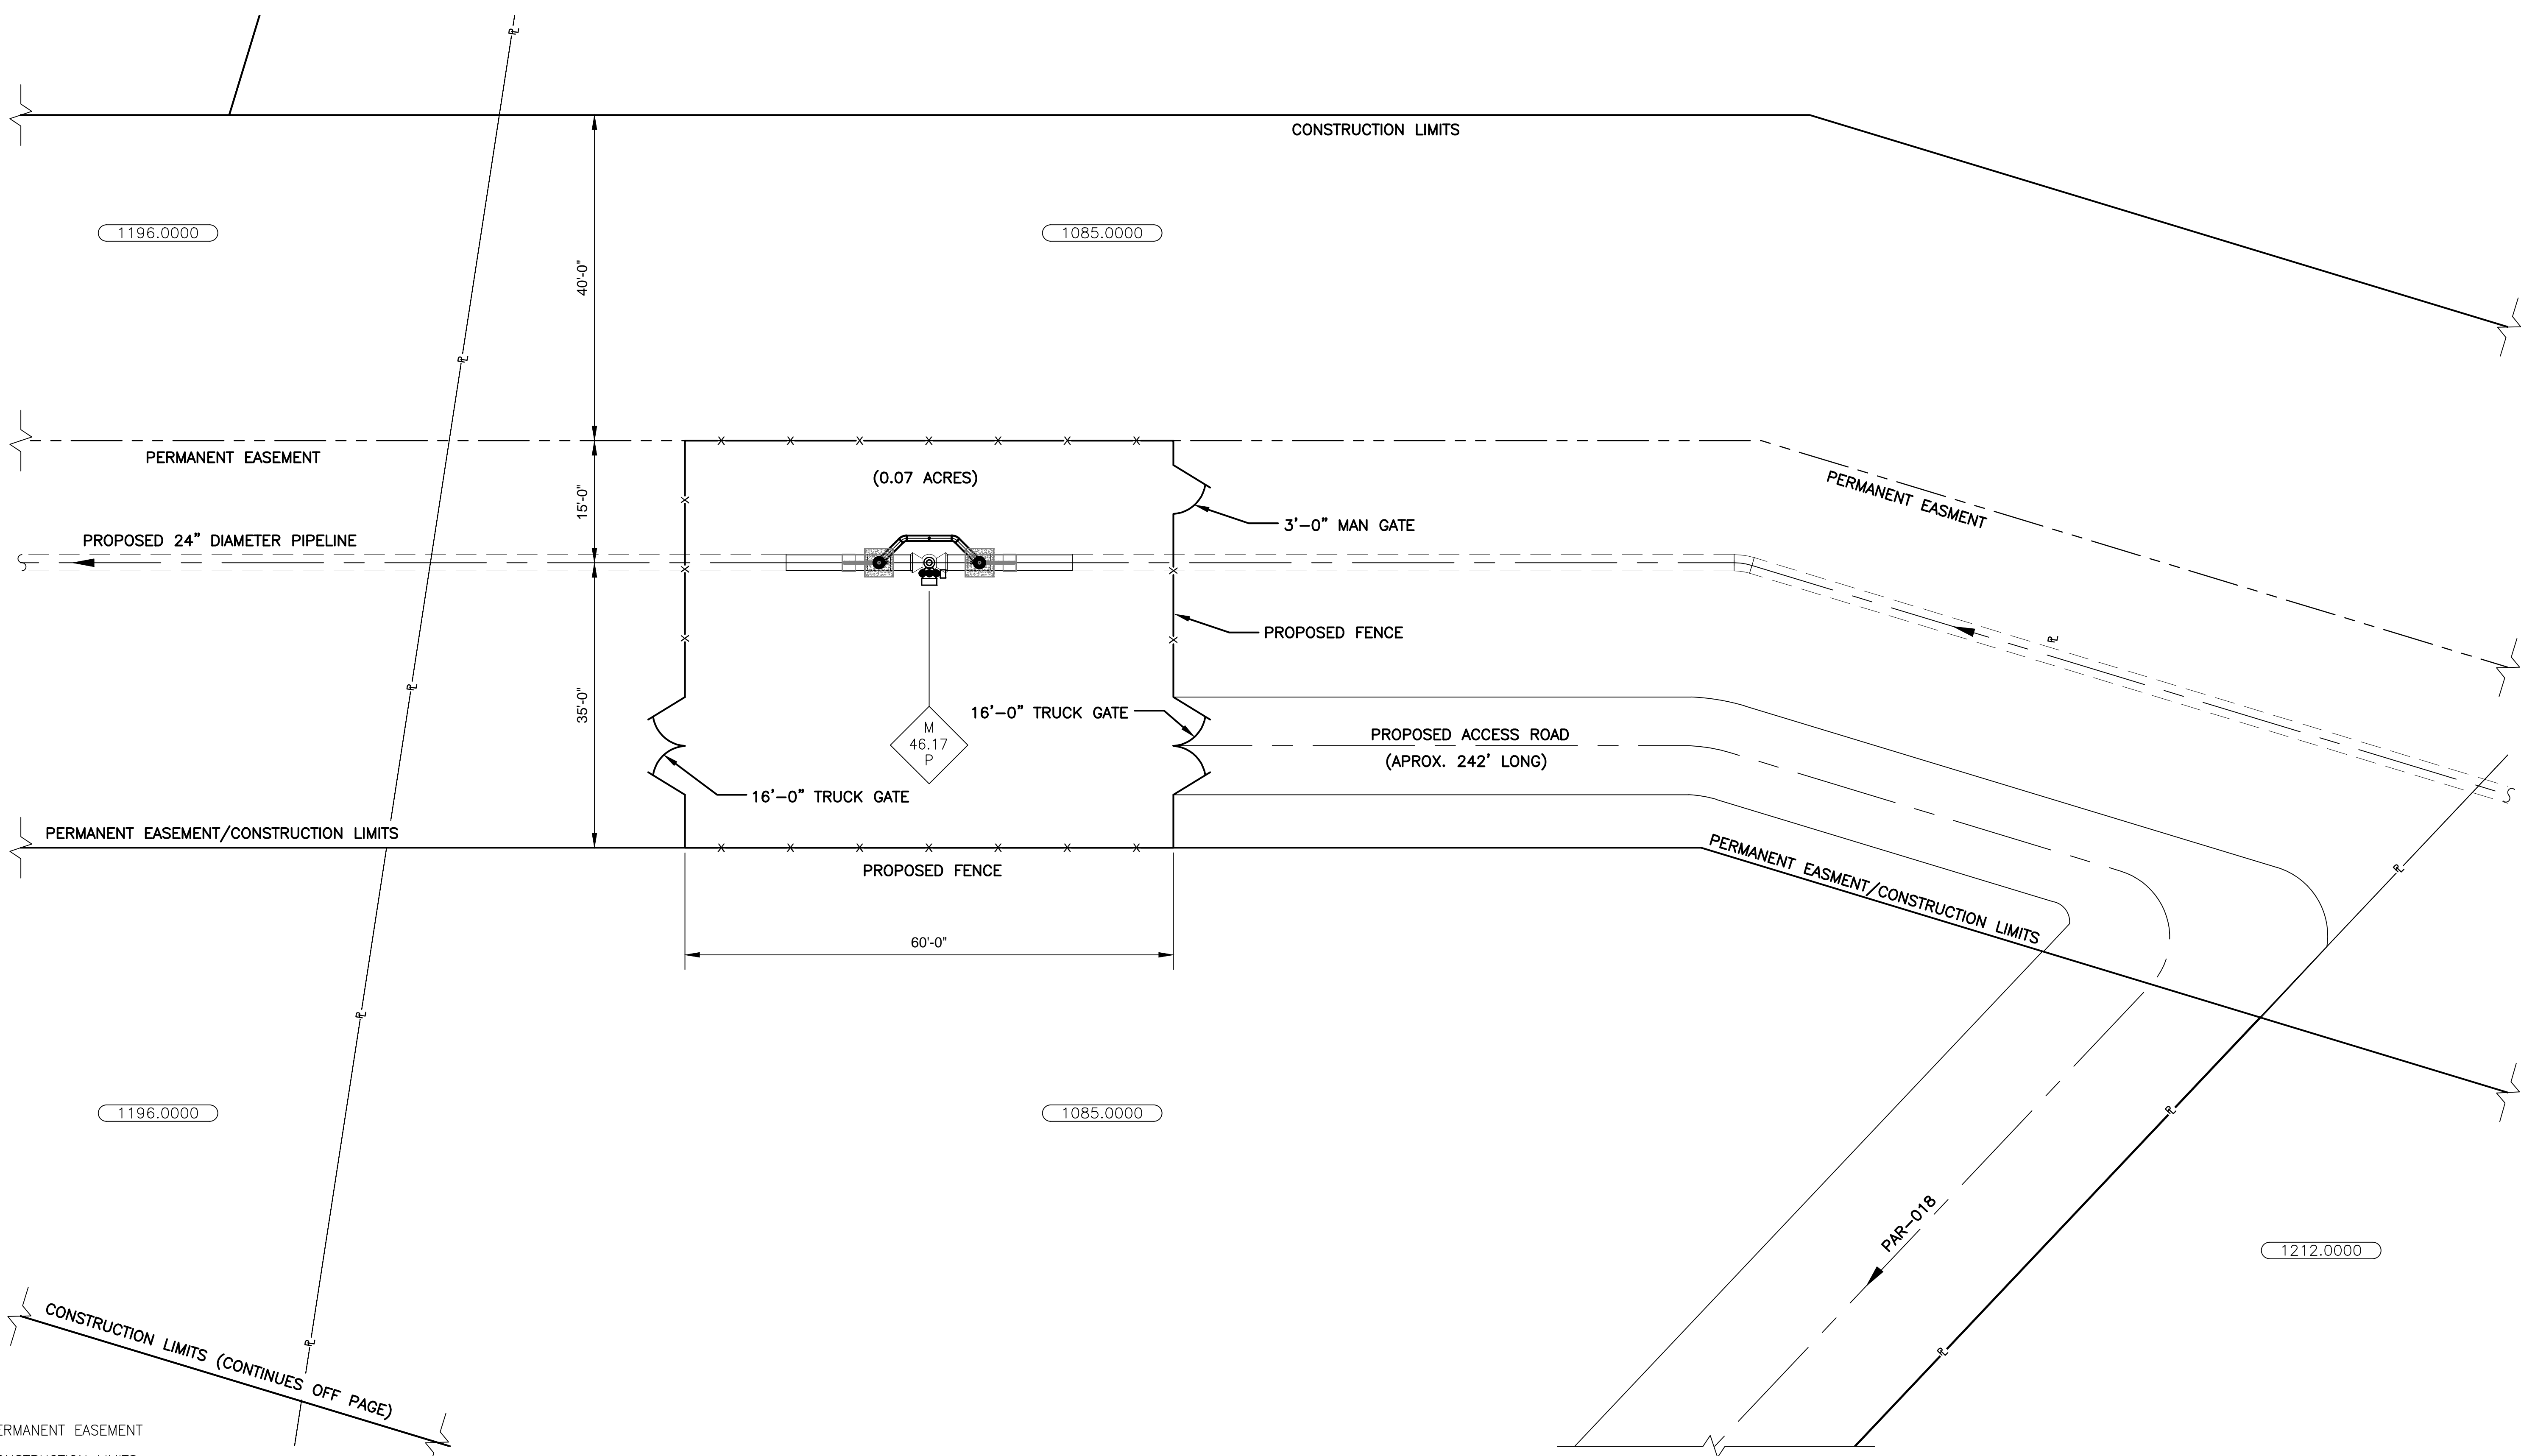 CONSTRUCTION LIMITS
1196.0000
1085.0000
40'-0"
PERMANENT EASEMENT
(0.07 ACRES)
15'-0"
PERMANENT EASMENT
3'-0" MAN GATE
PROPOSED 24" DIAMETER PIPELINE
PROPOSED FENCE
35'-0"
16'-0" TRUCK GATE
M
46.17
P
PROPOSED ACCESS ROAD
(APROX. 242' LONG)
16'-0" TRUCK GATE
PERMANENT EASEMENT/CONSTRUCTION LIMITS
PROPOSED FENCE
PERMANENT EASMENT/CONSTRUCTION LIMITS
60'-0"
1196.0000
1085.0000
PAR-018
1212.0000
CONSTRUCTION LIMITS (CONTINUES OFF PAGE)
EASEMENT